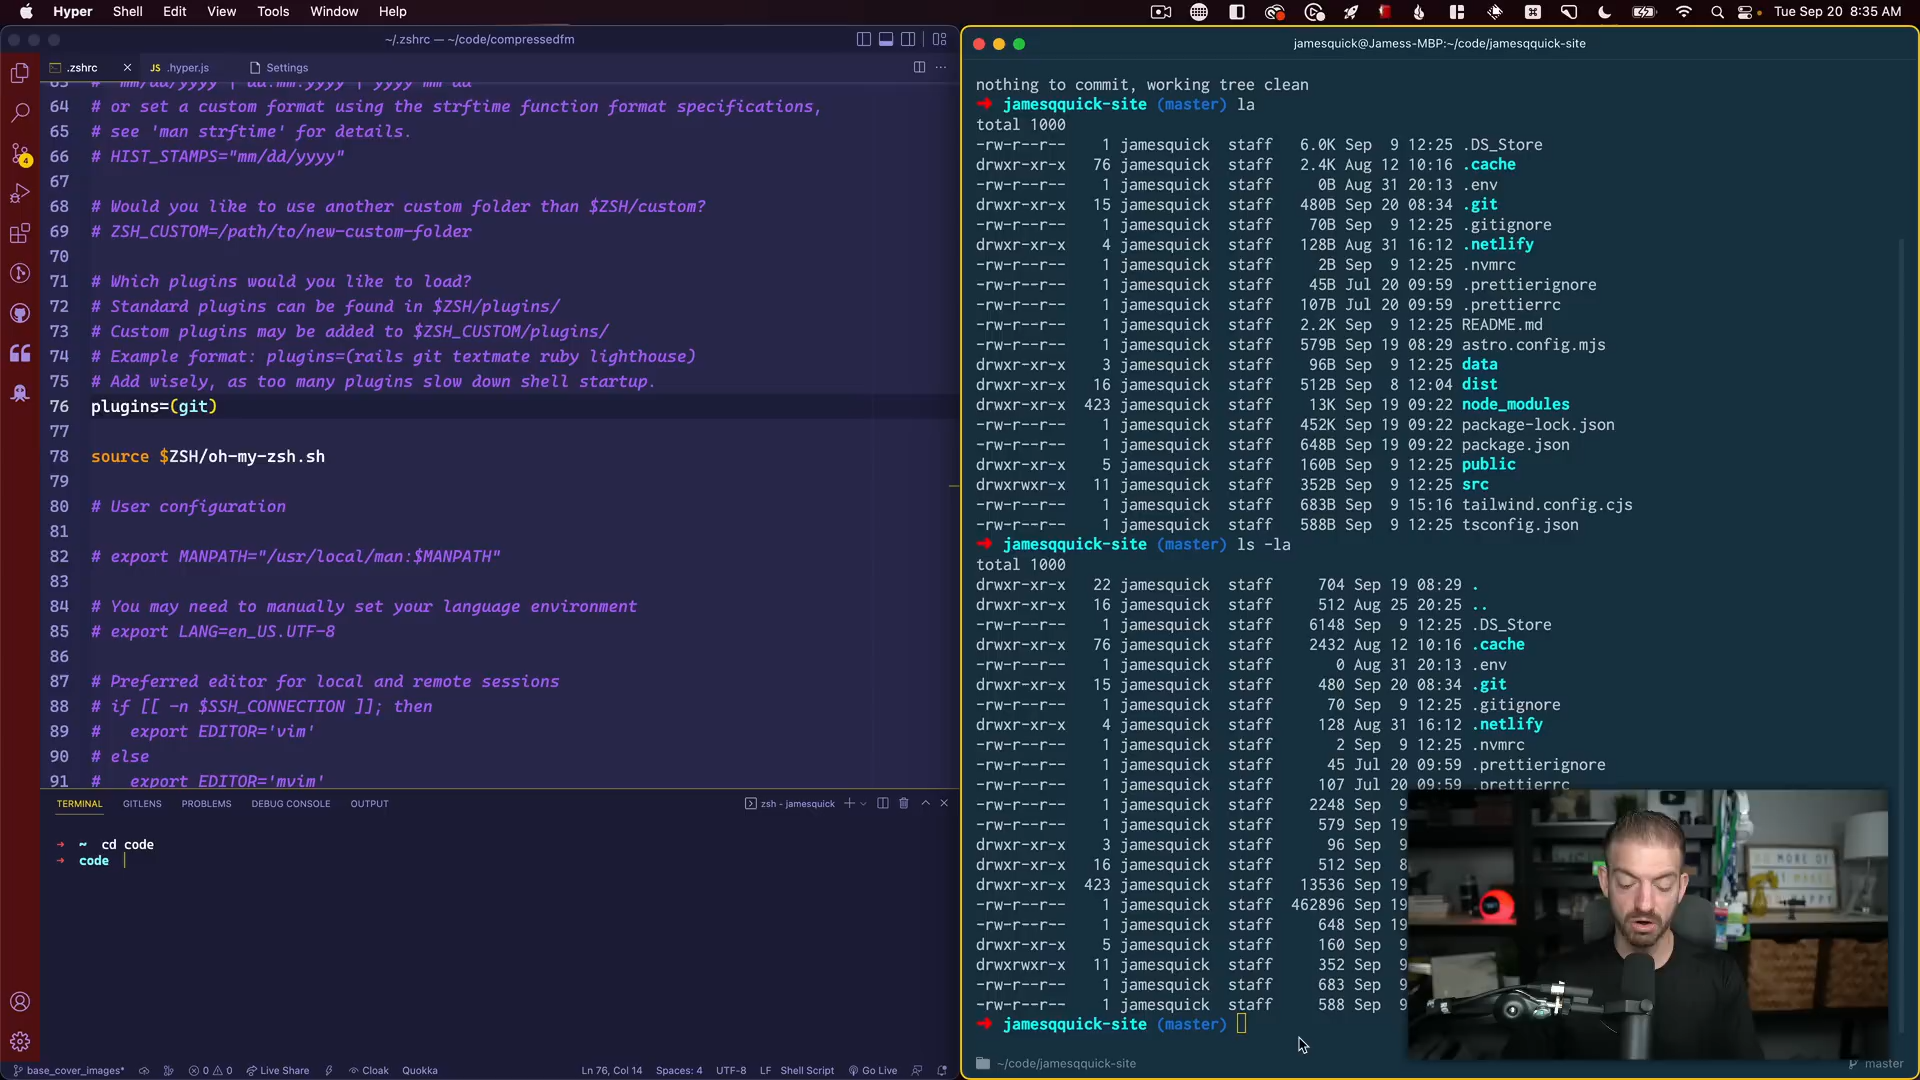 Hyper Shell Edit View Tools Window Help
Tue Sep 20 8:35 AM
~/.zshrc — ~/code/compressedfm
.zshrc
JS .hyper.js
Settings
64 # or set a custom format using the strftime function format specifications,
65 # see 'man strftime' for details.
66 # HIST_STAMPS="mm/dd/yyyy"
67
68 # Would you like to use another custom folder than $ZSH/custom?
69 # ZSH_CUSTOM=/path/to/new-custom-folder
70
71 # Which plugins would you like to load?
72 # Standard plugins can be found in $ZSH/plugins/
73 # Custom plugins may be added to $ZSH_CUSTOM/plugins/
74 # Example format: plugins=(rails git textmate ruby lighthouse)
75 # Add wisely, as too many plugins slow down shell startup.
76 plugins=(git)
77
78 source $ZSH/oh-my-zsh.sh
79
80 # User configuration
81
82 # export MANPATH="/usr/local/man:$MANPATH"
83
84 # You may need to manually set your language environment
85 # export LANG=en_US.UTF-8
86
87 # Preferred editor for local and remote sessions
88 # if [[ -n $SSH_CONNECTION ]]; then
89 #   export EDITOR='vim'
90 # else
91 #   export EDITOR='mvim'
4
TERMINAL GITLENS PROBLEMS DEBUG CONSOLE OUTPUT
zsh - jamesquick
→ ~ cd code
→ code
base_cover_images* 0 0 Live Share Cloak Quokka Ln 76, Col 14 Spaces: 4 UTF-8 LF Shell Script Go Live
jamesquick@Jamess-MBP:~/code/jamesqquick-site
nothing to commit, working tree clean
→ jamesqquick-site (master) la
total 1000
-rw-r--r-- 1 jamesquick staff 6.0K Sep 9 12:25 .DS_Store
drwxr-xr-x 76 jamesquick staff 2.4K Aug 12 10:16 .cache
-rw-r--r-- 1 jamesquick staff 0B Aug 31 20:13 .env
drwxr-xr-x 15 jamesquick staff 480B Sep 20 08:34 .git
-rw-r--r-- 1 jamesquick staff 70B Sep 9 12:25 .gitignore
drwxr-xr-x 4 jamesquick staff 128B Aug 31 16:12 .netlify
-rw-r--r-- 1 jamesquick staff 2B Sep 9 12:25 .nvmrc
-rw-r--r-- 1 jamesquick staff 45B Jul 20 09:59 .prettierignore
-rw-r--r-- 1 jamesquick staff 107B Jul 20 09:59 .prettierrc
-rw-r--r-- 1 jamesquick staff 2.2K Sep 9 12:25 README.md
-rw-r--r-- 1 jamesquick staff 579B Sep 19 08:29 astro.config.mjs
drwxr-xr-x 3 jamesquick staff 96B Sep 9 12:25 data
drwxr-xr-x 16 jamesquick staff 512B Sep 8 12:04 dist
drwxr-xr-x 423 jamesquick staff 13K Sep 19 09:22 node_modules
-rw-r--r-- 1 jamesquick staff 452K Sep 19 09:22 package-lock.json
-rw-r--r-- 1 jamesquick staff 648B Sep 19 09:22 package.json
drwxr-xr-x 5 jamesquick staff 160B Sep 9 12:25 public
drwxrwxr-x 11 jamesquick staff 352B Sep 9 12:25 src
-rw-r--r-- 1 jamesquick staff 683B Sep 9 15:16 tailwind.config.cjs
-rw-r--r-- 1 jamesquick staff 588B Sep 9 12:25 tsconfig.json
→ jamesqquick-site (master) ls -la
total 1000
drwxr-xr-x 22 jamesquick staff 704 Sep 19 08:29 .
drwxr-xr-x 16 jamesquick staff 512 Aug 25 20:25 ..
-rw-r--r-- 1 jamesquick staff 6148 Sep 9 12:25 .DS_Store
drwxr-xr-x 76 jamesquick staff 2432 Aug 12 10:16 .cache
-rw-r--r-- 1 jamesquick staff 0 Aug 31 20:13 .env
drwxr-xr-x 15 jamesquick staff 480 Sep 20 08:34 .git
-rw-r--r-- 1 jamesquick staff 70 Sep 9 12:25 .gitignore
drwxr-xr-x 4 jamesquick staff 128 Aug 31 16:12 .netlify
-rw-r--r-- 1 jamesquick staff 2 Sep 9 12:25 .nvmrc
-rw-r--r-- 1 jamesquick staff 45 Jul 20 09:59 .prettierignore
-rw-r--r-- 1 jamesquick staff 107 Jul 20 09:59 .prettierrc
-rw-r--r-- 1 jamesquick staff 2248 Sep 9
-rw-r--r-- 1 jamesquick staff 579 Sep 19
drwxr-xr-x 3 jamesquick staff 96 Sep 9
drwxr-xr-x 16 jamesquick staff 512 Sep 8
drwxr-xr-x 423 jamesquick staff 13536 Sep 19
-rw-r--r-- 1 jamesquick staff 462896 Sep 19
-rw-r--r-- 1 jamesquick staff 648 Sep 19
drwxr-xr-x 5 jamesquick staff 160 Sep 9
drwxrwxr-x 11 jamesquick staff 352 Sep 9
-rw-r--r-- 1 jamesquick staff 683 Sep 9
-rw-r--r-- 1 jamesquick staff 588 Sep 9
→ jamesqquick-site (master)
~/code/jamesqquick-site
master